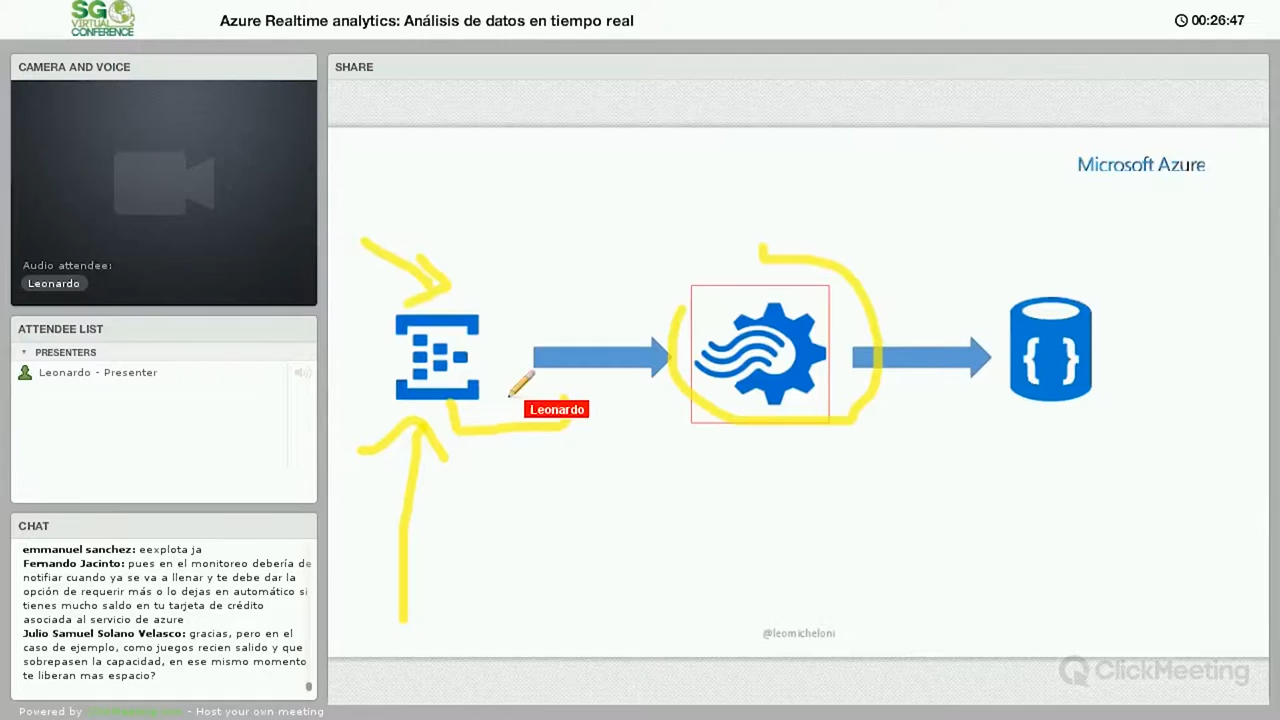 SG
VIRTUAL
CONFERENCE
Azure Realtime analytics: Análisis de datos en tiempo real
00:26:47
CAMERA AND VOICE
Audio attendee:
Leonardo
ATTENDEE LIST
PRESENTERS
Leonardo - Presenter
CHAT
emmanuel sanchez: eexplota ja
Fernando Jacinto: pues en el monitoreo debería de
notifiar cuando ya se va a llenar y te debe dar la
opción de requerir más o lo dejas en automático si
tienes mucho saldo en tu tarjeta de crédito
asociada al servicio de azure
Julio Samuel Solano Velasco: gracias, pero en el
caso de ejemplo, como juegos recien salido y que
sobrepasen la capacidad, en ese mismo momento
te liberan mas espacio?
Powered by ClickMeeting.com - Host your own meeting
SHARE
Microsoft Azure
Leonardo
{ }
@leomicheloni
ClickMeeting